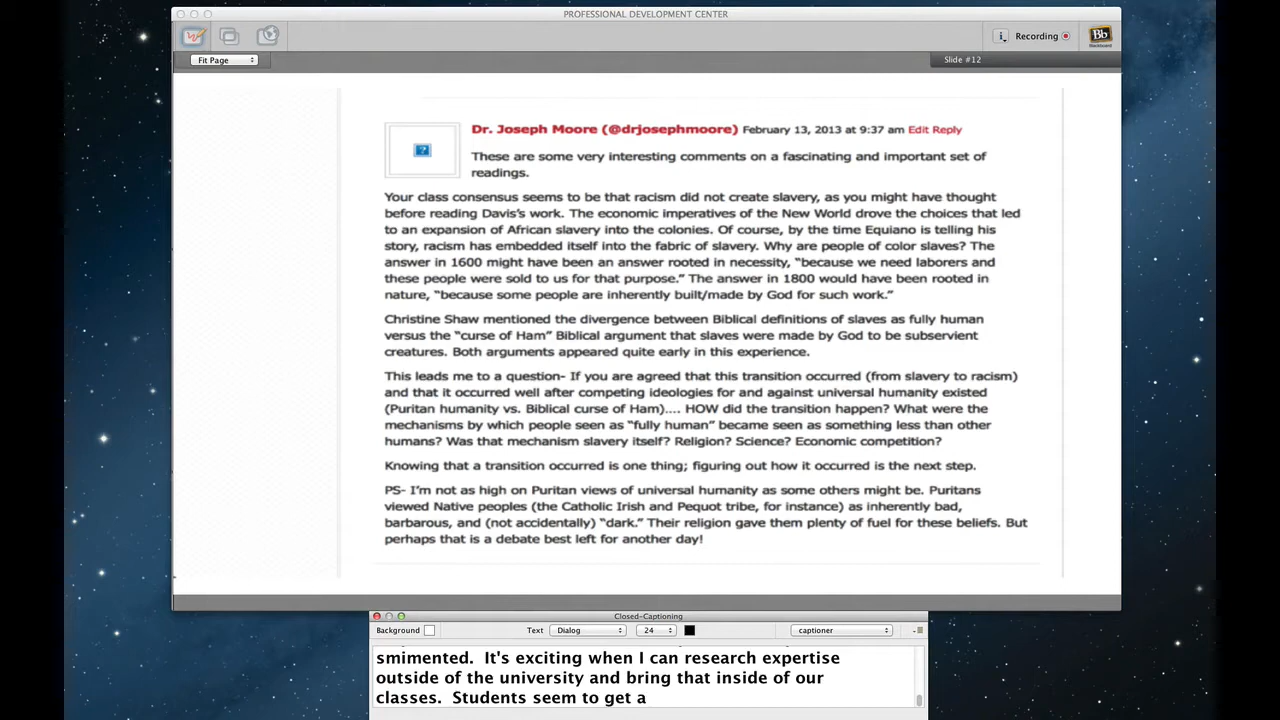 PROFESSIONAL DEVELOPMENT CENTER
Recording
Bb
Blackboard
Fit Page
Slide #12
Dr. Joseph Moore (@drjosephmoore) February 13, 2013 at 9:37 am Edit Reply
These are some very interesting comments on a fascinating and important set of
readings.
Your class consensus seems to be that racism did not create slavery, as you might have thought
before reading Davis's work. The economic imperatives of the New World drove the choices that led
to an expansion of African slavery into the colonies. Of course, by the time Equiano is telling his
story, racism has embedded itself into the fabric of slavery. Why are people of color slaves? The
answer in 1600 might have been an answer rooted in necessity, "because we need laborers and
these people were sold to us for that purpose." The answer in 1800 would have been rooted in
nature, "because some people are inherently built/made by God for such work."
Christine Shaw mentioned the divergence between Biblical definitions of slaves as fully human
versus the "curse of Ham" Biblical argument that slaves were made by God to be subservient
creatures. Both arguments appeared quite early in this experience.
This leads me to a question- If you are agreed that this transition occurred (from slavery to racism)
and that it occurred well after competing ideologies for and against universal humanity existed
(Puritan humanity vs. Biblical curse of Ham).... HOW did the transition happen? What were the
mechanisms by which people seen as "fully human" became seen as something less than other
humans? Was that mechanism slavery itself? Religion? Science? Economic competition?
Knowing that a transition occurred is one thing; figuring out how it occurred is the next step.
PS- I'm not as high on Puritan views of universal humanity as some others might be. Puritans
viewed Native peoples (the Catholic Irish and Pequot tribe, for instance) as inherently bad,
barbarous, and (not accidentally) "dark." Their religion gave them plenty of fuel for these beliefs. But
perhaps that is a debate best left for another day!
Closed-Captioning
Background Text Dialog 24 captioner
smimented. It's exciting when I can research expertise
outside of the university and bring that inside of our
classes. Students seem to get a